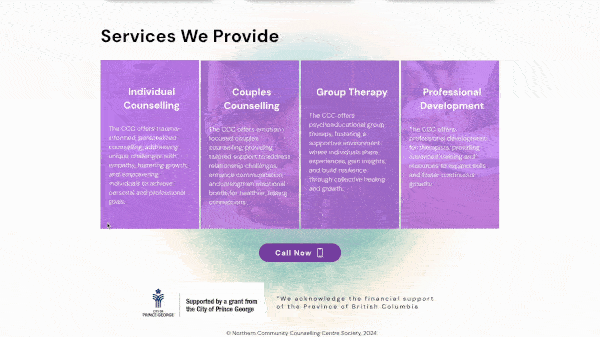 Services We Provide
Individual
Counselling
The CCC offers trauma-
informed, personalized
counselling, addressing
unique challenges with
empathy, fostering growth,
and empowering
individuals to achieve
personal and professional
goals.
Couples
Counselling
The CCC offers emotion-
focused couples
counselling, providing
tailored support to address
relationship challenges,
enhance communication
and strengthen emotional
bonds for healthier, lasting
connections.
Group Therapy
The CCC offers
psychoeducational group
therapy, fostering a
supportive environment
where individuals share
experiences, gain insights,
and build resilience
through collective healing
and growth.
Professional
Development
The CCC offers
professional development
for therapists, providing
advanced training and
resources to expand skills
and foster continuous
growth.
Call Now
CITY OF
PRINCE GEORGE
Supported by a grant from
the City of Prince George
"We acknowledge the financial support
of the Province of British Columbia
© Northern Community Counselling Centre Society, 2024